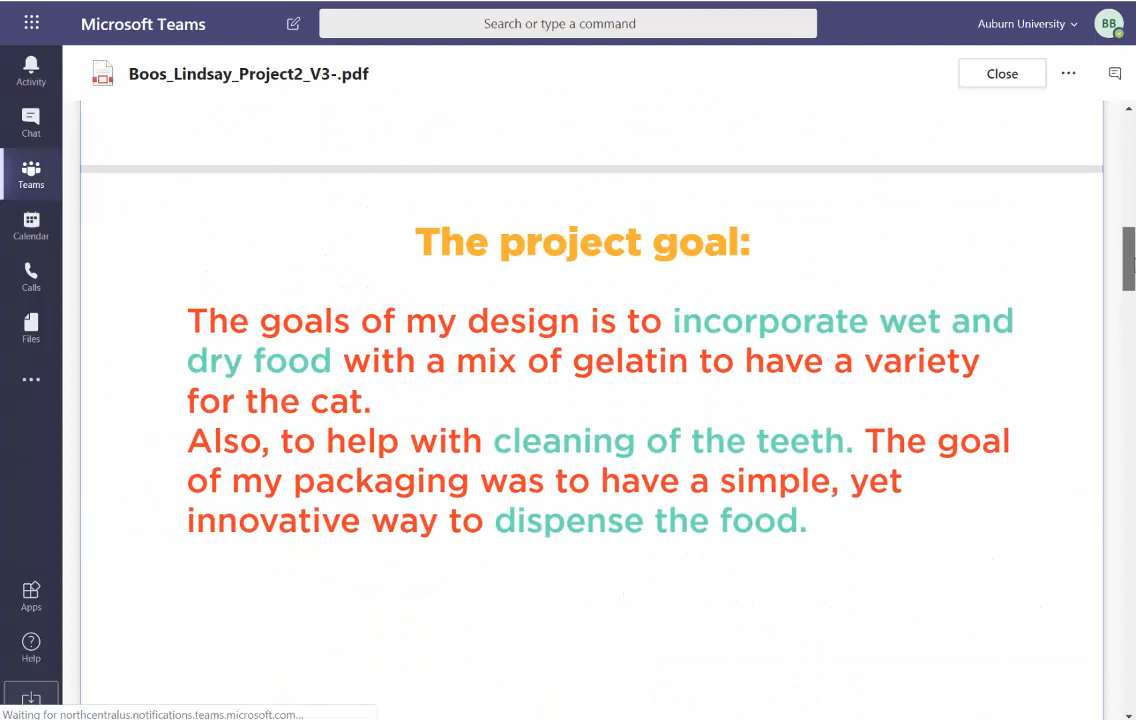 Microsoft Teams
Search or type a command
Auburn University
BB
Activity
Boos_Lindsay_Project2_V3-.pdf
Close
Chat
Teams
Calendar
Calls
Files
The project goal:
The goals of my design is to incorporate wet and
dry food with a mix of gelatin to have a variety
for the cat.
Also, to help with cleaning of the teeth. The goal
of my packaging was to have a simple, yet
innovative way to dispense the food.
Apps
Help
Waiting for northcentralus.notifications.teams.microsoft.com...